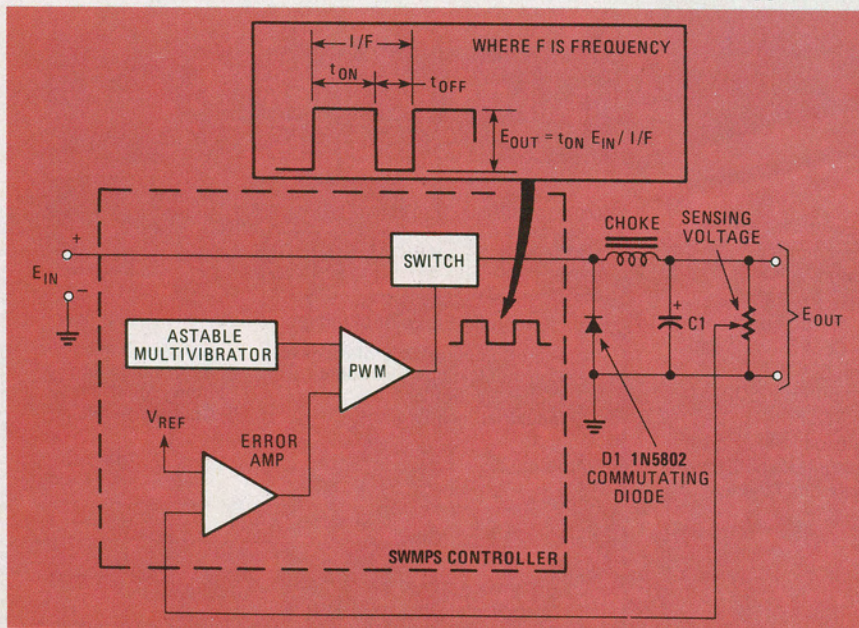 I/F
WHERE F IS FREQUENCY
tON
tOFF
EOUT = tON EIN / I/F
+
EIN
−
SWITCH
CHOKE
SENSING
VOLTAGE
ASTABLE
MULTIVIBRATOR
PWM
+
C1
EOUT
VREF
ERROR
AMP
D1 1N5802
COMMUTATING
DIODE
SWMPS CONTROLLER